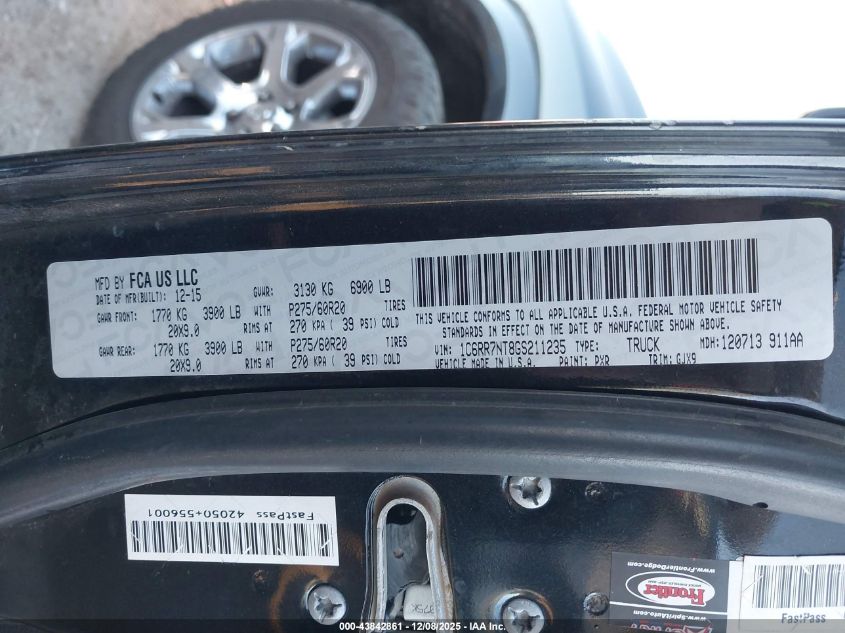 MFD BY FCA US LLC
DATE OF MFR(BUILT): 12-15 GVWR: 3130 KG 6900 LB
GAWR FRONT: 1770 KG 3900 LB P275/60R20 TIRES
20X9.0 RIMS AT 270 KPA ( 39 PSI) COLD
GAWR REAR: 1770 KG 3900 LB P275/60R20 TIRES
20X9.0 RIMS AT 270 KPA ( 39 PSI) COLD
THIS VEHICLE CONFORMS TO ALL APPLICABLE U.S.A. FEDERAL MOTOR VEHICLE SAFETY
STANDARDS IN EFFECT ON THE DATE OF MANUFACTURE SHOWN ABOVE.
VIN: 1C6RR7NT8GS211235 TYPE: TRUCK MDH: 120713 911AA
VEHICLE MADE IN U.S.A. PAINT: PXR TRIM: GJX9
FastPass 42050+556001
www.FrontierDodge.com
Frontier
www.SpiritAuto.com
FastPass
000-43842861 - 12/08/2025 - IAA Inc.